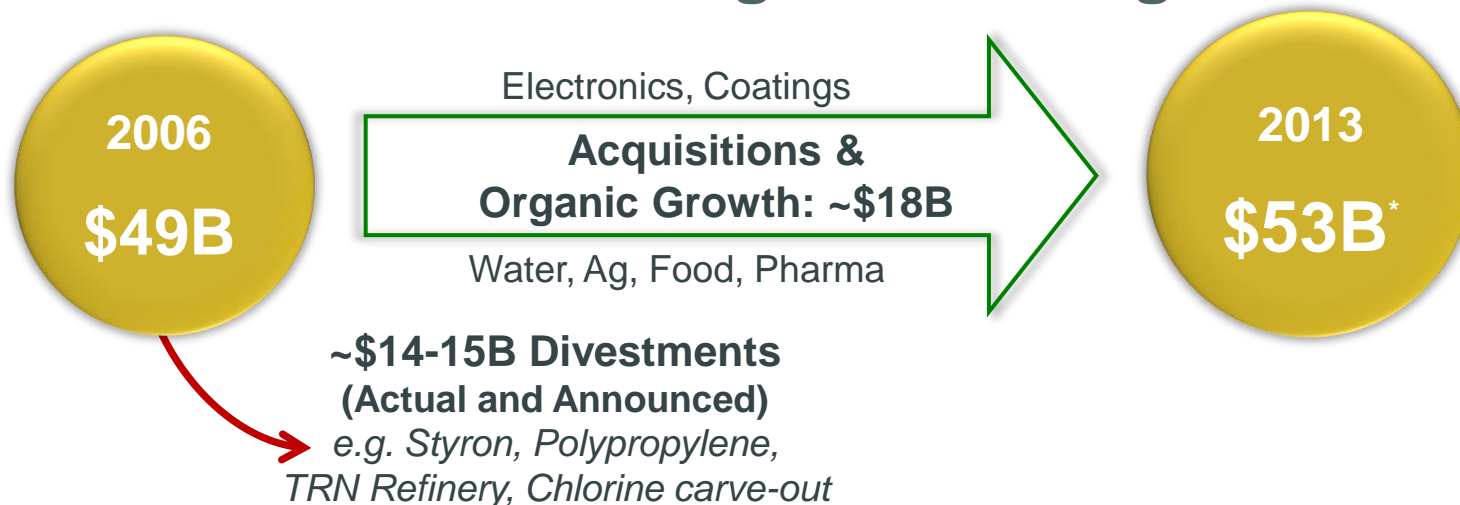 2006
$49B
Electronics, Coatings
Acquisitions &
Organic Growth: ~$18B
Water, Ag, Food, Pharma
2013
$53B*
~$14-15B Divestments
(Actual and Announced)
e.g. Styron, Polypropylene,
TRN Refinery, Chlorine carve-out